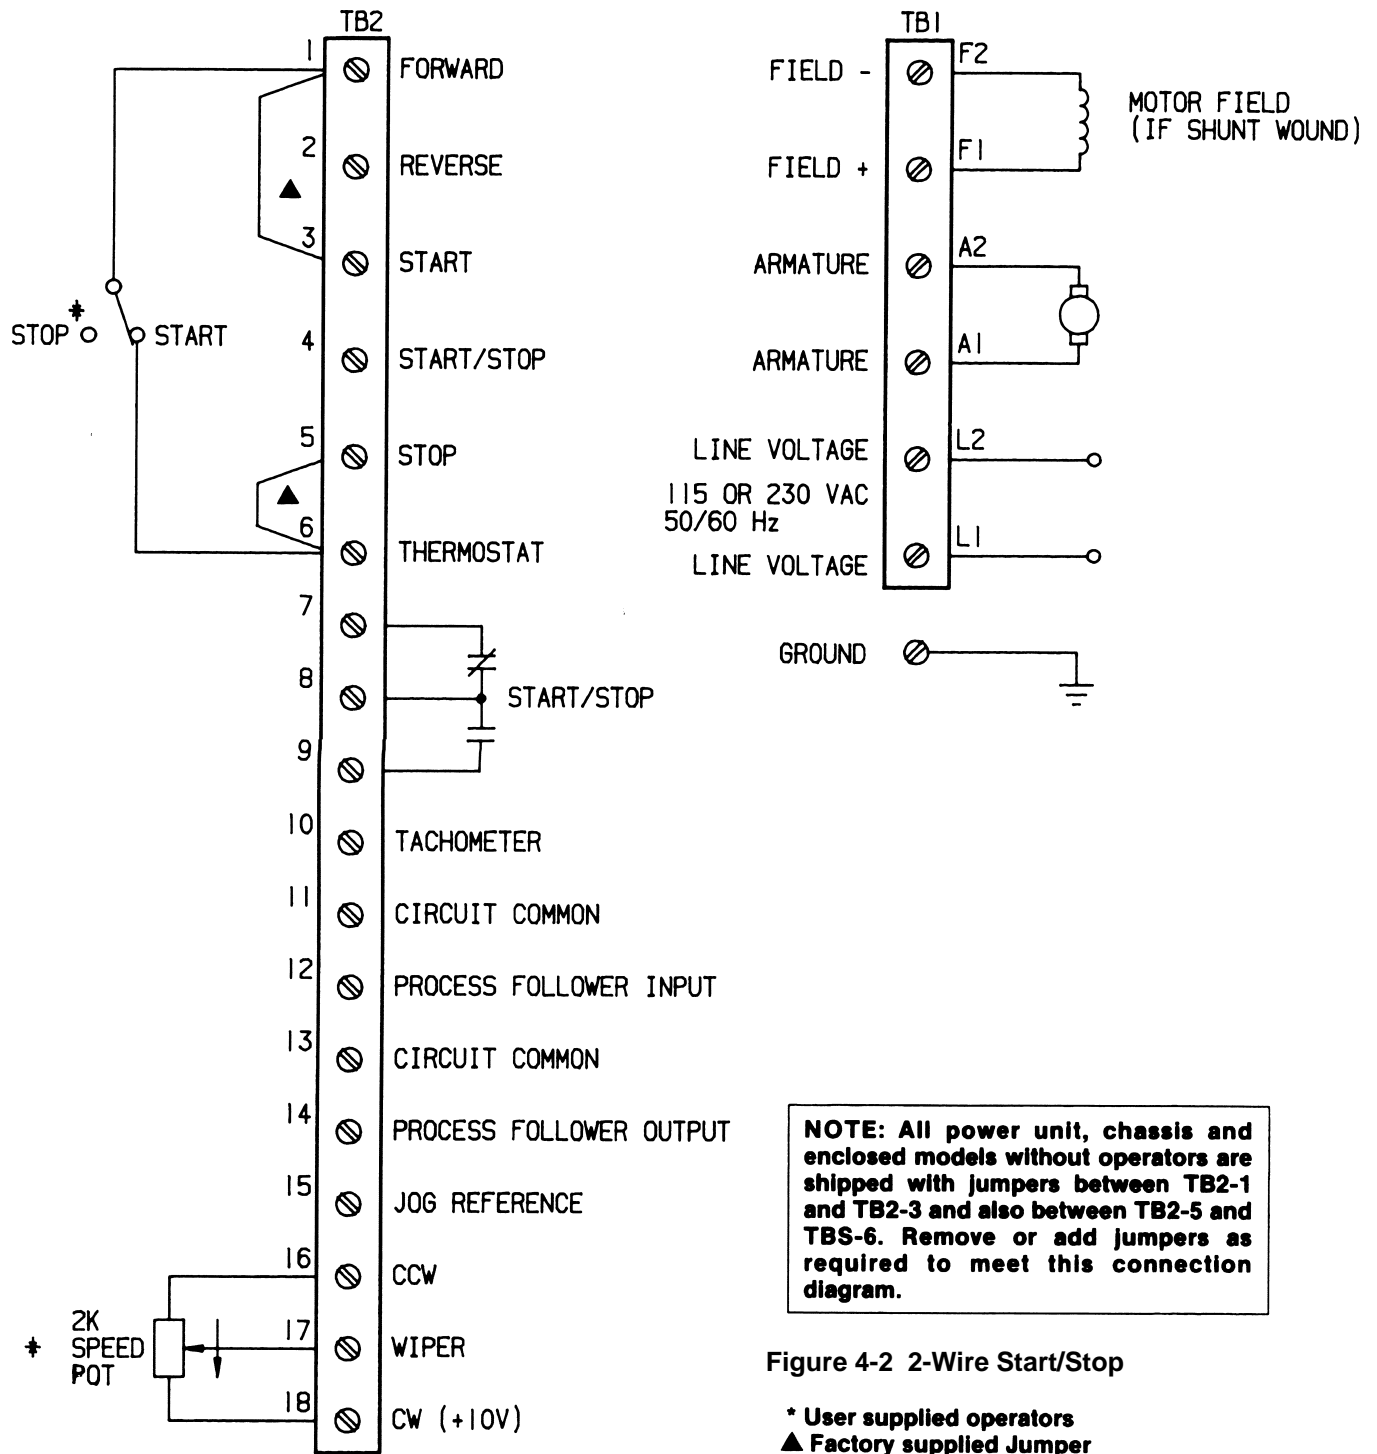 TB2
1
FORWARD
2
REVERSE
3
START
STOP * START
4
START/STOP
5
STOP
6
THERMOSTAT
7
8
START/STOP
9
10
TACHOMETER
11
CIRCUIT COMMON
12
PROCESS FOLLOWER INPUT
13
CIRCUIT COMMON
14
PROCESS FOLLOWER OUTPUT
15
JOG REFERENCE
16
CCW
* 2K
SPEED
POT
17
WIPER
18
CW (+10V)
TB1
FIELD - F2
MOTOR FIELD
(IF SHUNT WOUND)
FIELD + F1
ARMATURE A2
ARMATURE A1
LINE VOLTAGE L2
115 OR 230 VAC
50/60 Hz
LINE VOLTAGE L1
GROUND
NOTE: All power unit, chassis and
enclosed models without operators are
shipped with jumpers between TB2-1
and TB2-3 and also between TB2-5 and
TBS-6. Remove or add jumpers as
required to meet this connection
diagram.
Figure 4-2 2-Wire Start/Stop
* User supplied operators
▲ Factory supplied Jumper